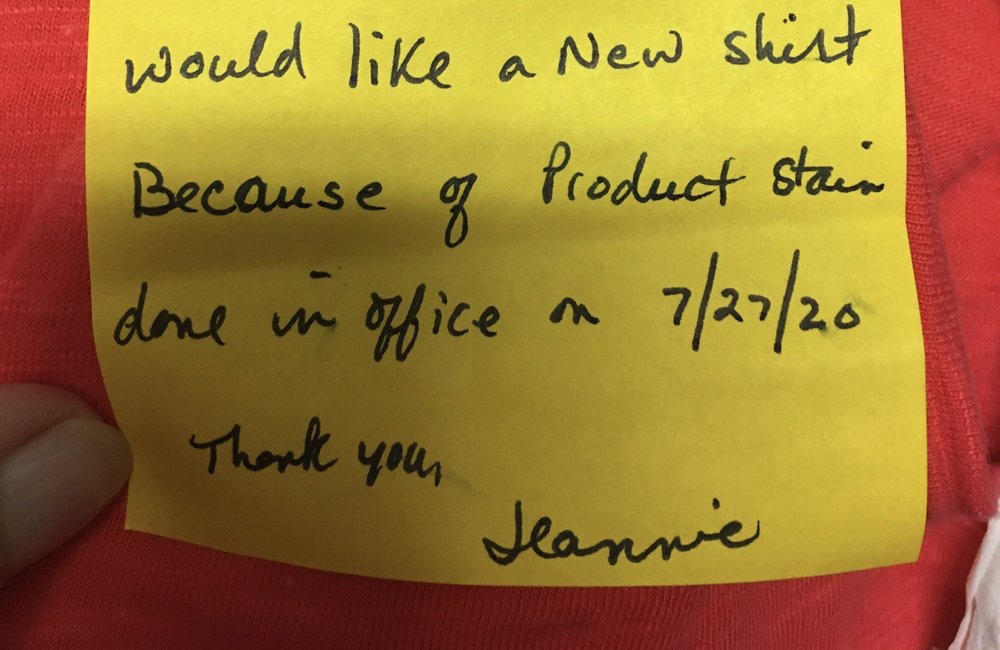 would like a New shirt
Because of Product stain
done in office on 7/27/20
Thank you,
Jeannie